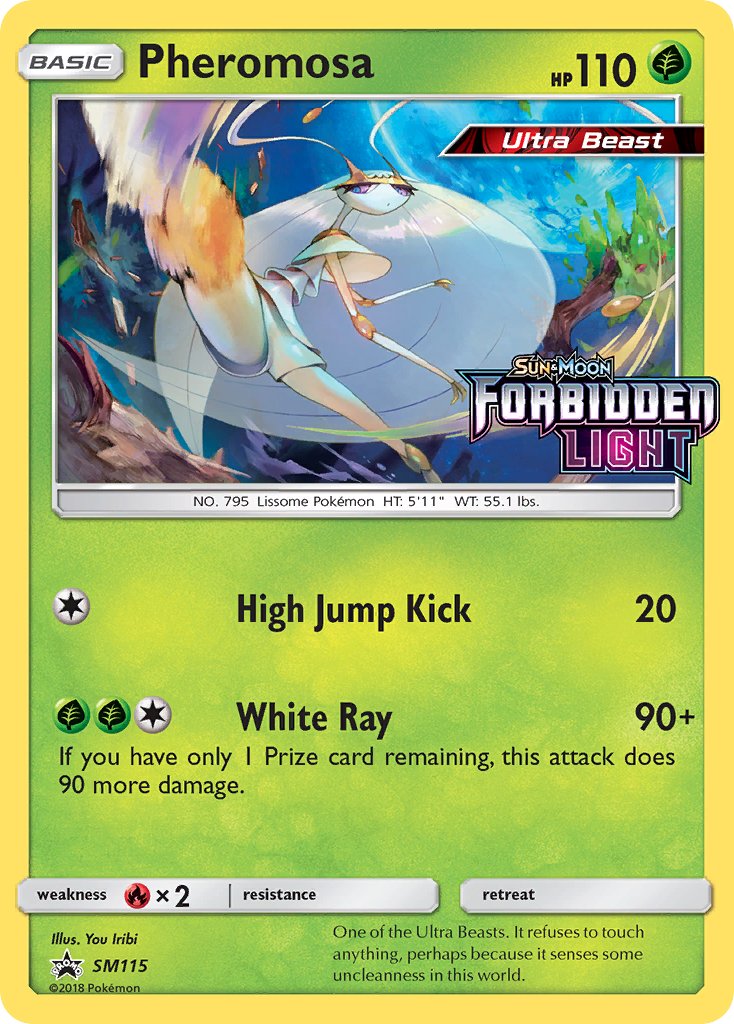 BASIC Pheromosa HP 110
Ultra Beast
SUN & MOON
FORBIDDEN
LIGHT
NO. 795 Lissome Pokémon HT: 5'11" WT: 55.1 lbs.
High Jump Kick 20
White Ray 90+
If you have only 1 Prize card remaining, this attack does
90 more damage.
weakness × 2 resistance retreat
Illus. You Iribi
PROMO SM115
©2018 Pokémon
One of the Ultra Beasts. It refuses to touch
anything, perhaps because it senses some
uncleanness in this world.